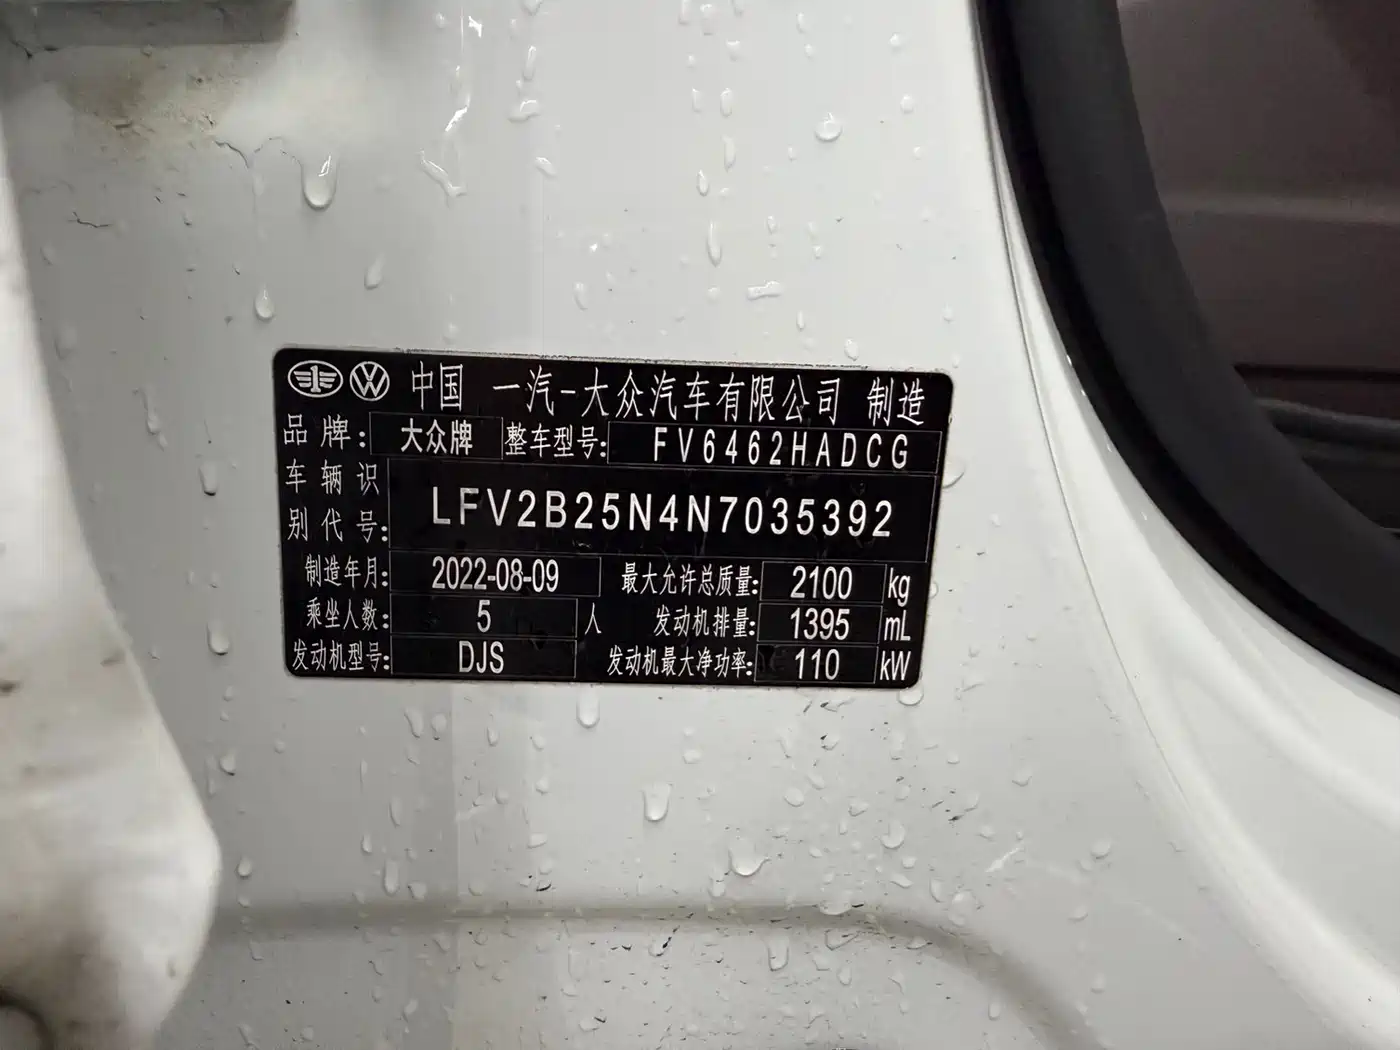 中国 一汽-大众汽车有限公司 制造
品牌: 大众牌 整车型号: FV6462HADCG
车辆识别代号: LFV2B25N4N7035392
制造年月: 2022-08-09 最大允许总质量: 2100 kg
乘坐人数: 5 人 发动机排量: 1395 mL
发动机型号: DJS 发动机最大净功率: 110 kW